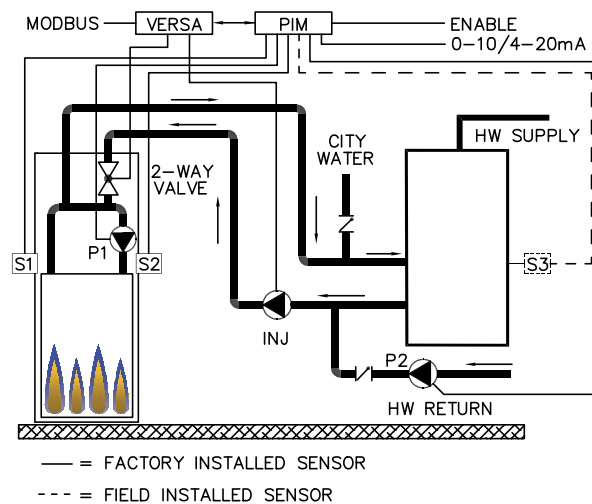 MODBUS
VERSA
PIM
ENABLE
0-10/4-20mA
CITY
WATER
HW SUPPLY
2-WAY
VALVE
P1
S1
S2
S3
INJ
P2
HW RETURN
= FACTORY INSTALLED SENSOR
= FIELD INSTALLED SENSOR